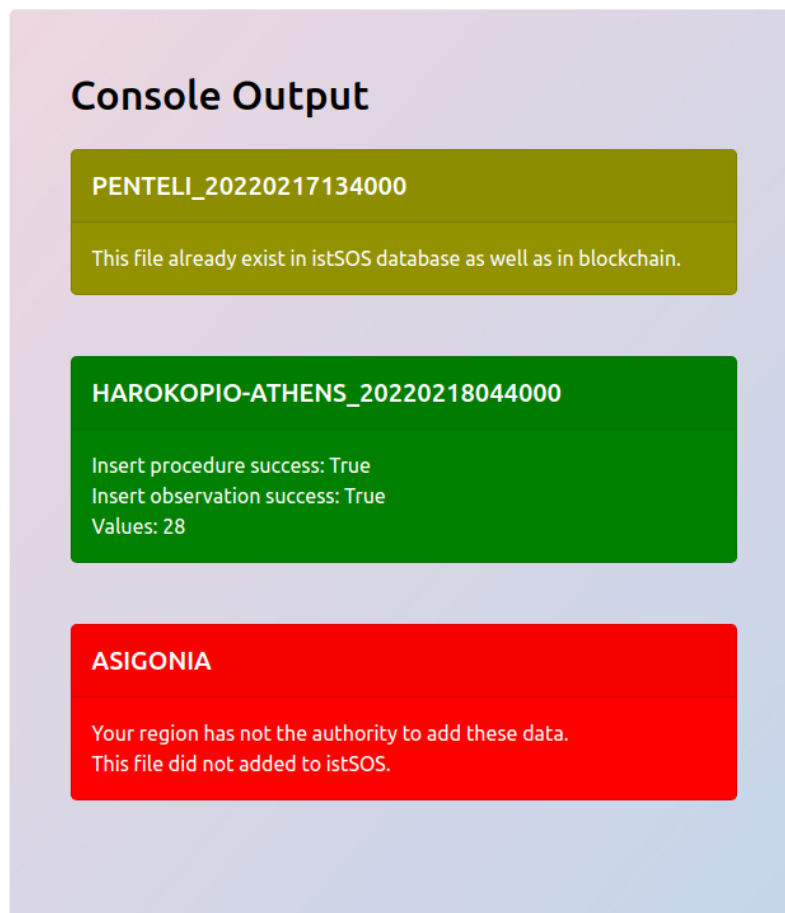 Console Output
PENTELI_20220217134000
This file already exist in istSOS database as well as in blockchain.
HAROKOPIO-ATHENS_20220218044000
Insert procedure success: True
Insert observation success: True
Values: 28
ASIGONIA
Your region has not the authority to add these data.
This file did not added to istSOS.